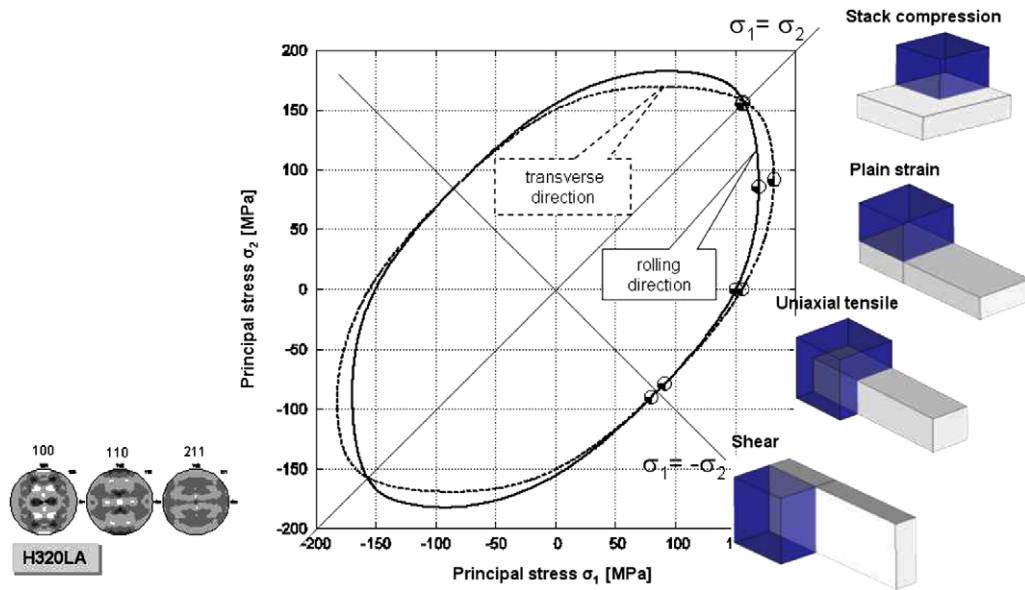 Stack compression
σ₁= σ₂
200
150
100
50
0
-50
-100
-150
-200
Principal stress σ₂ [MPa]
transverse
direction
rolling
direction
Plain strain
Uniaxial tensile
Shear
σ₁= -σ₂
-200 -150 -100 -50 0 50 100 1
Principal stress σ₁ [MPa]
100 110 211
H320LA